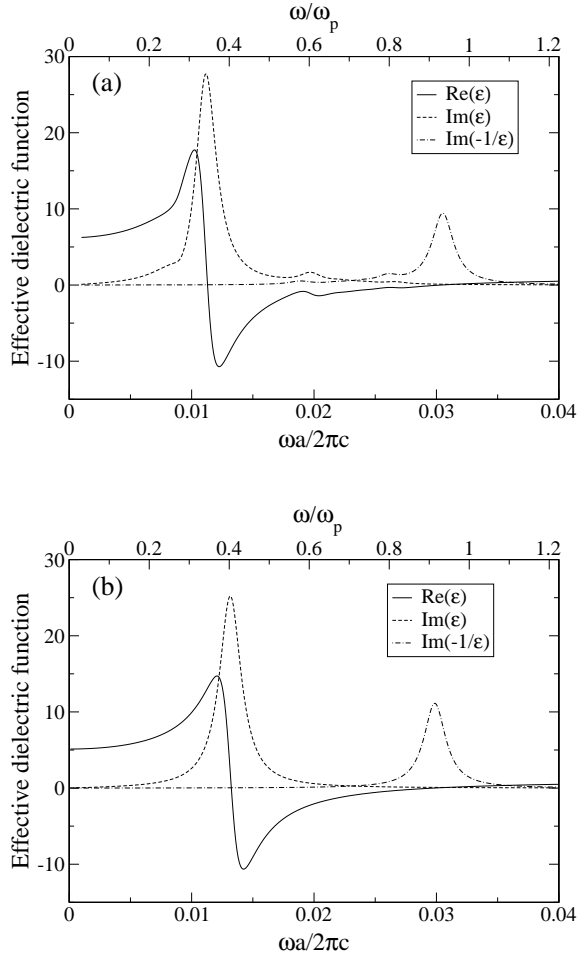 ω/ωp
0 0.2 0.4 0.6 0.8 1 1.2
(a)
30
20
10
0
-10
Effective dielectric function
Re(ε)
Im(ε)
Im(-1/ε)
0 0.01 0.02 0.03 0.04
ωa/2πc
ω/ωp
0 0.2 0.4 0.6 0.8 1 1.2
(b)
30
20
10
0
-10
Effective dielectric function
Re(ε)
Im(ε)
Im(-1/ε)
0 0.01 0.02 0.03 0.04
ωa/2πc